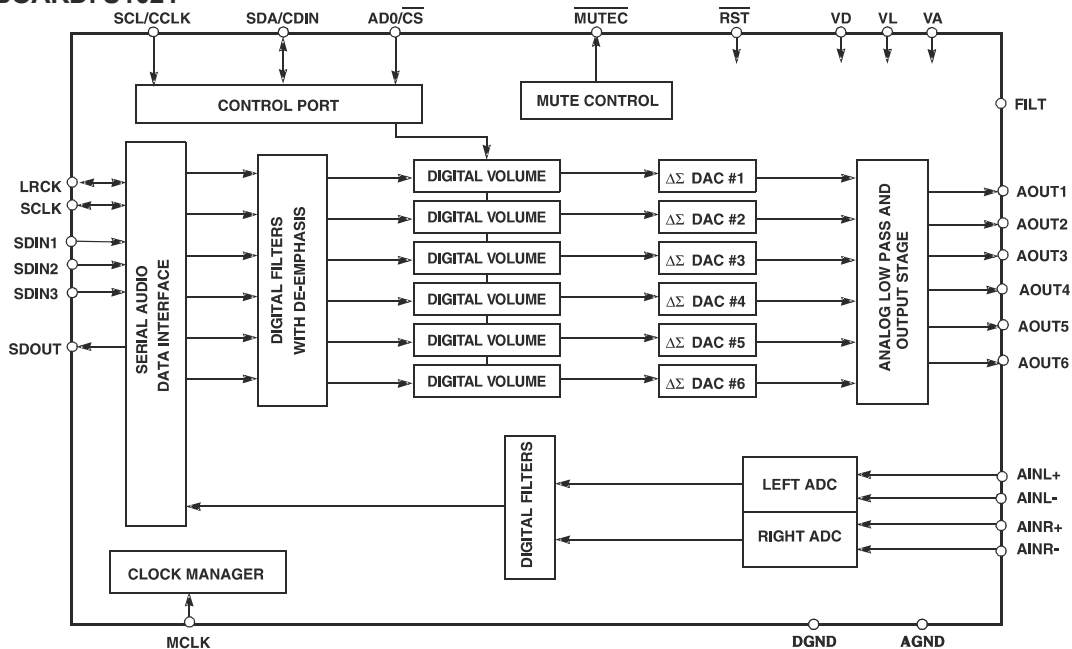 SCL/CCLK SDA/CDIN AD0/CS MUTEC RST VD VL VA
CONTROL PORT
MUTE CONTROL
FILT
LRCK
SCLK
SDIN1
SDIN2
SDIN3
SDOUT
SERIAL AUDIO
DATA INTERFACE
DIGITAL FILTERS
WITH DE-EMPHASIS
DIGITAL VOLUME
DIGITAL VOLUME
DIGITAL VOLUME
DIGITAL VOLUME
DIGITAL VOLUME
DIGITAL VOLUME
ΔΣ DAC #1
ΔΣ DAC #2
ΔΣ DAC #3
ΔΣ DAC #4
ΔΣ DAC #5
ΔΣ DAC #6
ANALOG LOW PASS AND
OUTPUT STAGE
AOUT1
AOUT2
AOUT3
AOUT4
AOUT5
AOUT6
DIGITAL FILTERS
LEFT ADC
RIGHT ADC
AINL+
AINL-
AINR+
AINR-
CLOCK MANAGER
MCLK
DGND
AGND